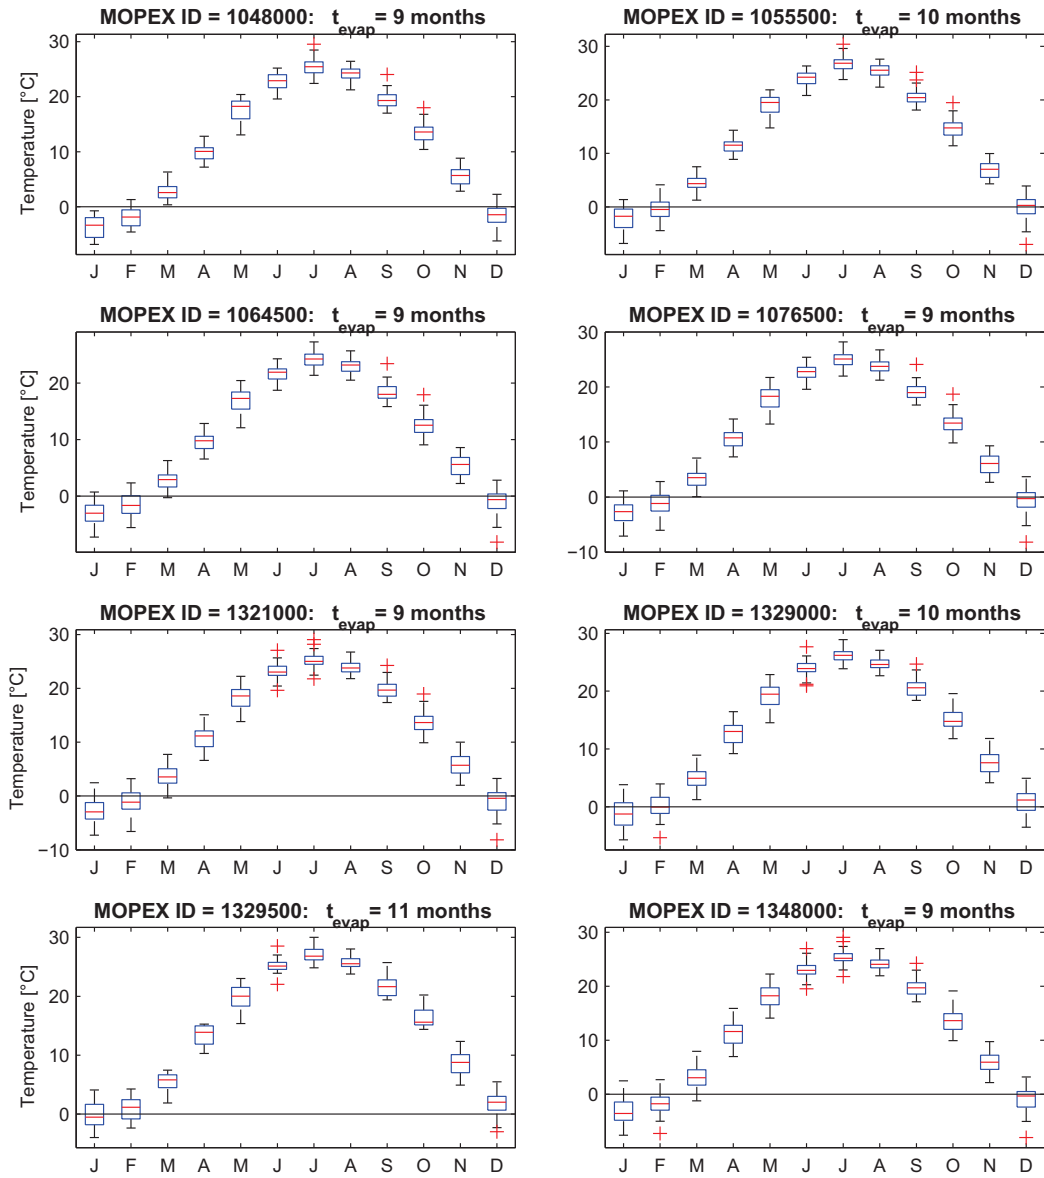 MOPEX ID = 1048000: t_evap = 9 months
MOPEX ID = 1055500: t_evap = 10 months
Temperature [°C]
30
20
10
0
J F M A M J J A S O N D
30
20
10
0
J F M A M J J A S O N D
MOPEX ID = 1064500: t_evap = 9 months
MOPEX ID = 1076500: t_evap = 9 months
Temperature [°C]
20
10
0
J F M A M J J A S O N D
30
20
10
0
−10
J F M A M J J A S O N D
MOPEX ID = 1321000: t_evap = 9 months
MOPEX ID = 1329000: t_evap = 10 months
Temperature [°C]
30
20
10
0
−10
J F M A M J J A S O N D
30
20
10
0
J F M A M J J A S O N D
MOPEX ID = 1329500: t_evap = 11 months
MOPEX ID = 1348000: t_evap = 9 months
Temperature [°C]
30
20
10
0
J F M A M J J A S O N D
30
20
10
0
J F M A M J J A S O N D